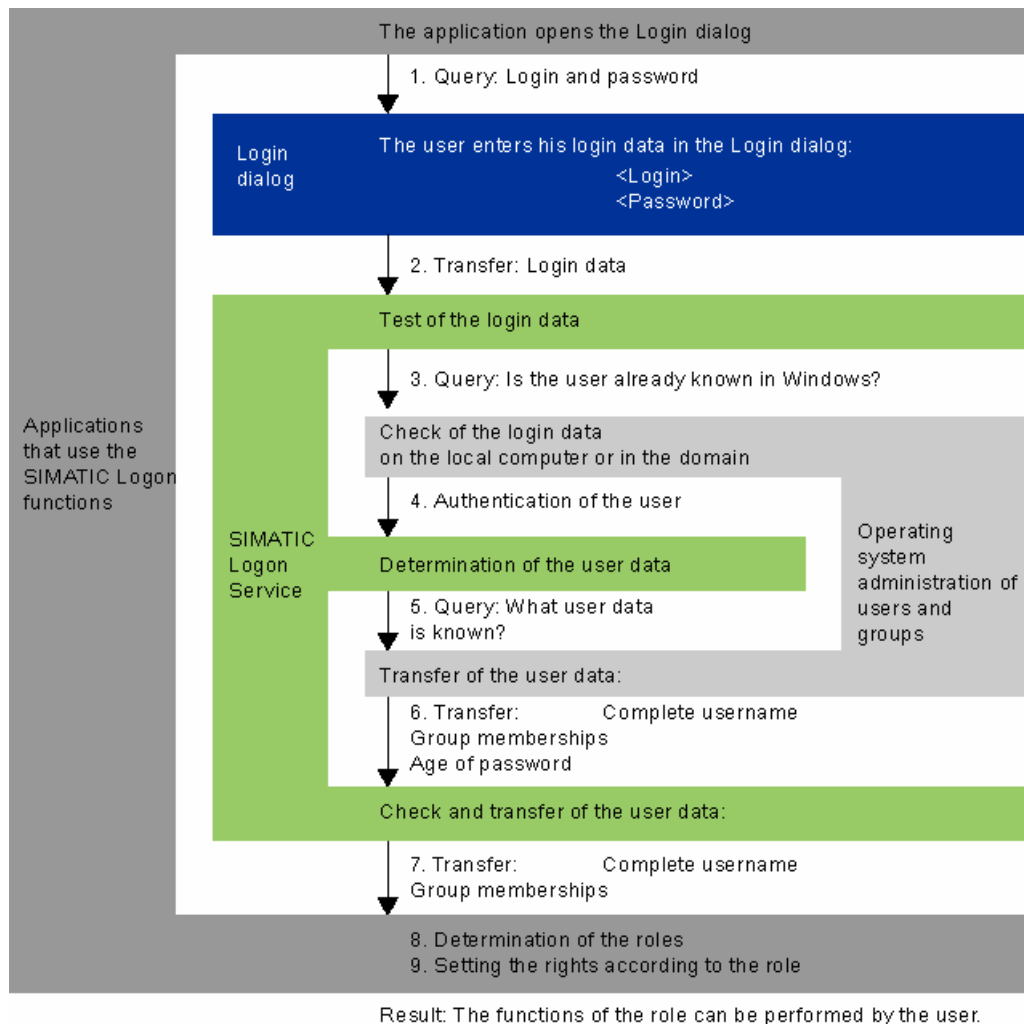 The application opens the Login dialog
1. Query: Login and password
Login
dialog
The user enters his login data in the Login dialog:
<Login>
<Password>
2. Transfer: Login data
Test of the login data
3. Query: Is the user already known in Windows?
Applications
that use the
SIMATIC Logon
functions
Check of the login data
on the local computer or in the domain
4. Authentication of the user
SIMATIC
Logon
Service
Determination of the user data
Operating
system
administration of
users and
groups
5. Query: What user data
is known?
Transfer of the user data:
6. Transfer: Complete username
Group memberships
Age of password
Check and transfer of the user data:
7. Transfer: Complete username
Group memberships
8. Determination of the roles
9. Setting the rights according to the role
Result: The functions of the role can be performed by the user.